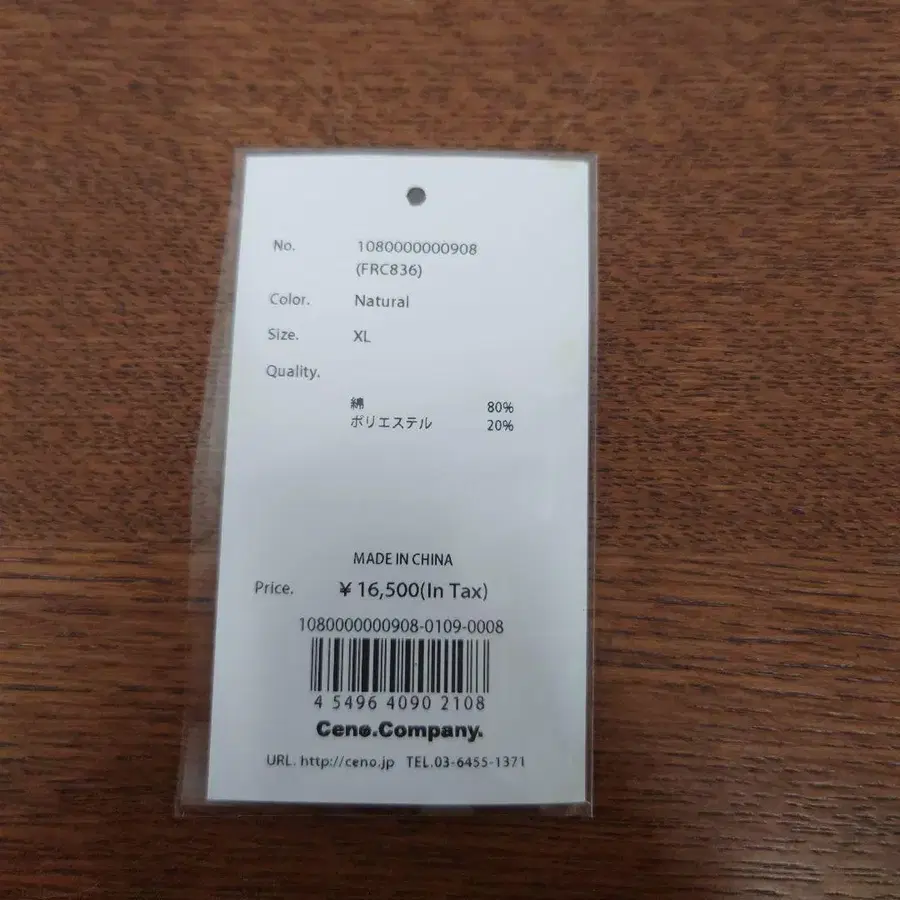 No. 1080000000908
(FRC836)
Color. Natural
Size. XL
Quality.
綿 80%
ポリエステル 20%
MADE IN CHINA
Price. ¥ 16,500(In Tax)
1080000000908-0109-0008
4 5496 4090 2108
Ceno.Company.
URL. http://ceno.jp TEL.03-6455-1371